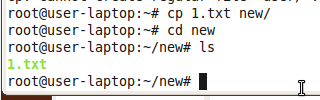 root@user-laptop:~# cp 1.txt new/
root@user-laptop:~# cd new
root@user-laptop:~/new# ls
1.txt
root@user-laptop:~/new#